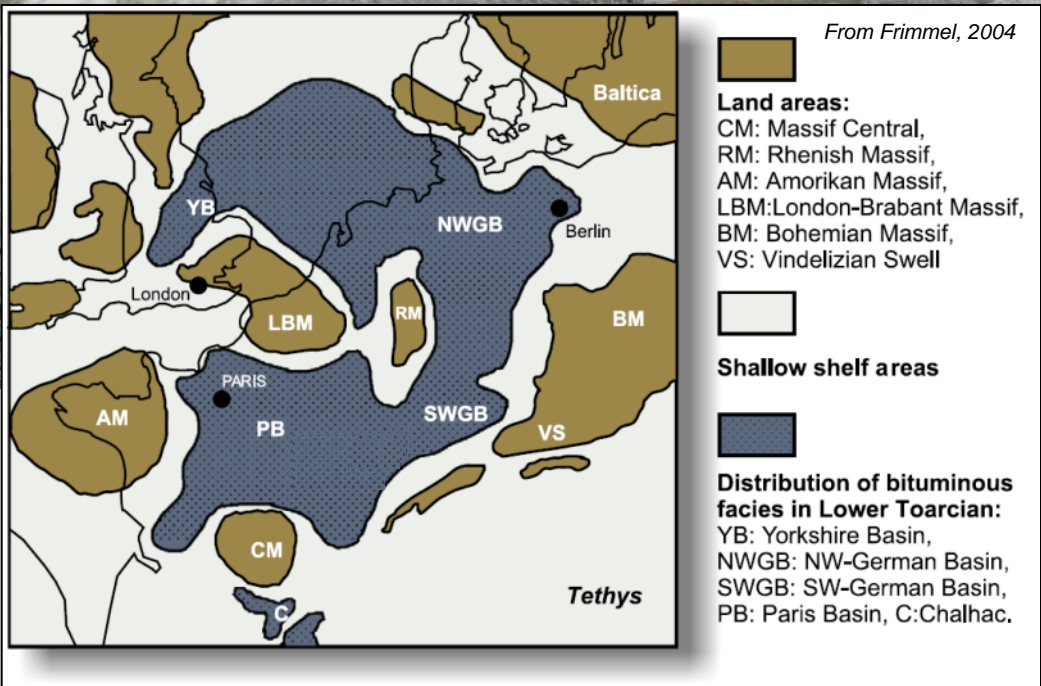 From Frimmel, 2004
Baltica
YB
NWGB
Berlin
London
LBM
RM
BM
PARIS
AM
PB
SWGB
VS
CM
C
Tethys
Land areas:
CM: Massif Central,
RM: Rhenish Massif,
AM: Amorikan Massif,
LBM:London-Brabant Massif,
BM: Bohemian Massif,
VS: Vindelizian Swell
Shallow shelf areas
Distribution of bituminous
facies in Lower Toarcian:
YB: Yorkshire Basin,
NWGB: NW-German Basin,
SWGB: SW-German Basin,
PB: Paris Basin, C:Chalhac.